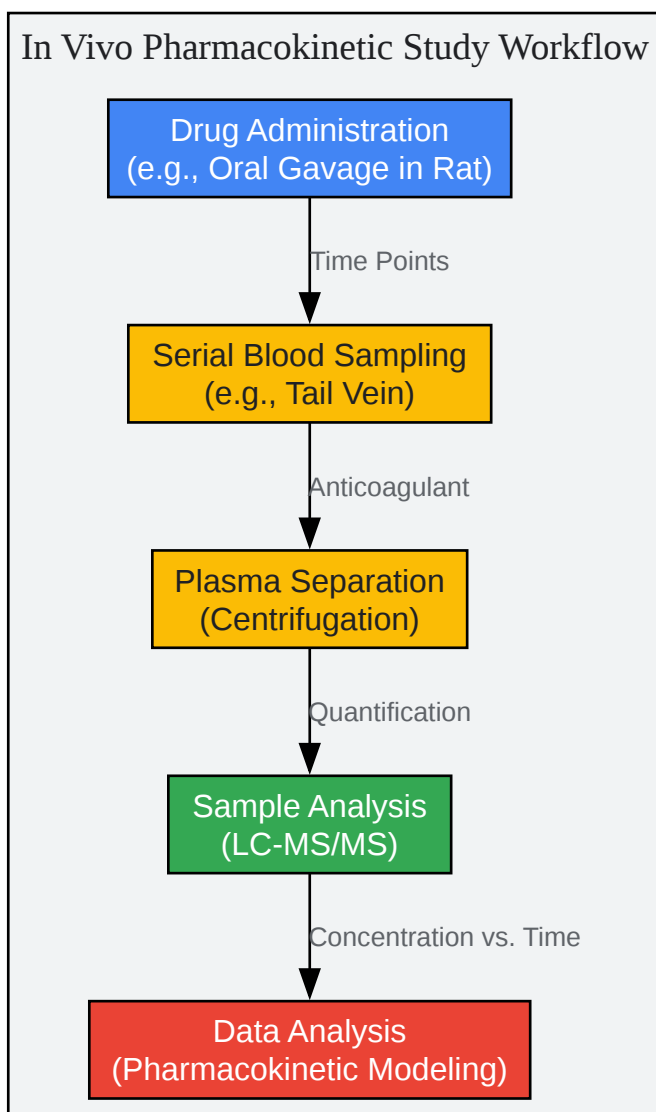 In Vivo Pharmacokinetic Study Workflow
Drug Administration
(e.g., Oral Gavage in Rat)
Time Points
Serial Blood Sampling
(e.g., Tail Vein)
Anticoagulant
Plasma Separation
(Centrifugation)
Quantification
Sample Analysis
(LC-MS/MS)
Concentration vs. Time
Data Analysis
(Pharmacokinetic Modeling)